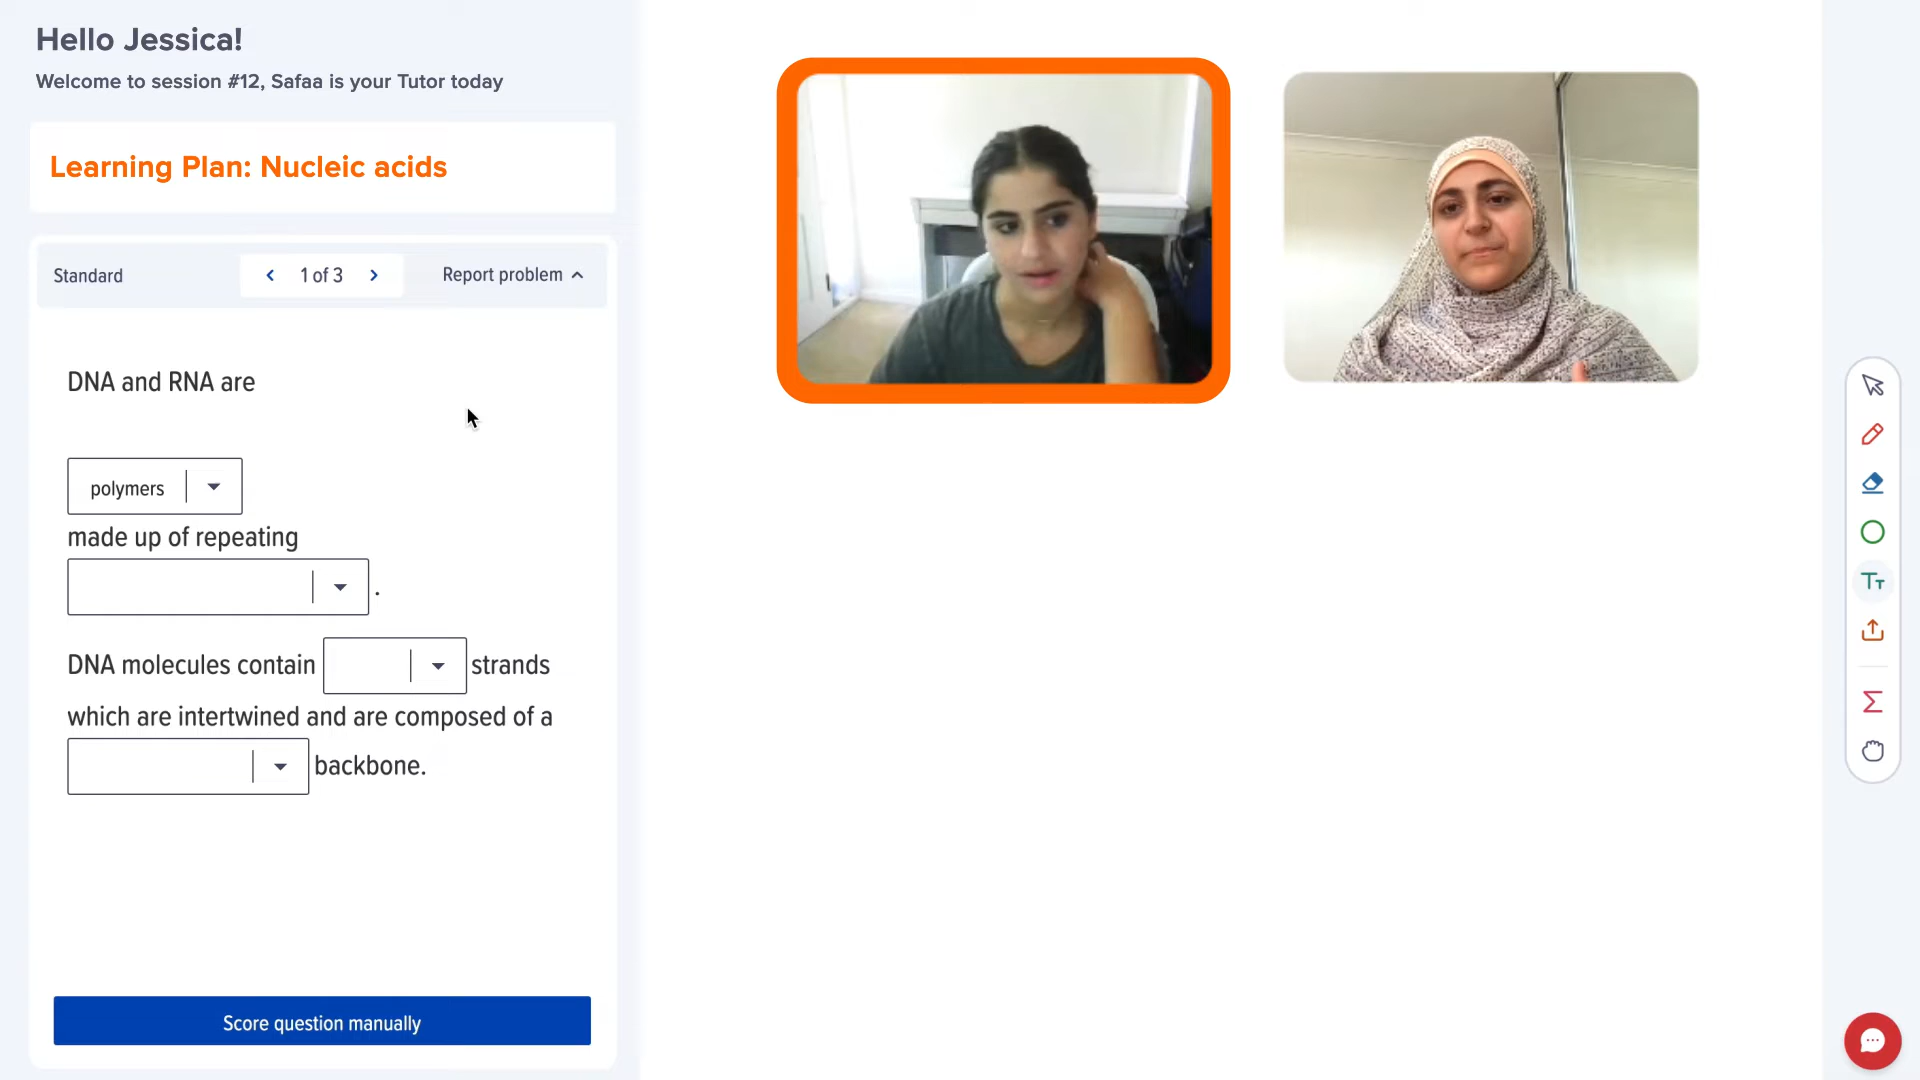 Hello Jessica!
Welcome to session #12, Safaa is your Tutor today
Learning Plan: Nucleic acids
Standard
1 of 3
Report problem
DNA and RNA are
polymers
made up of repeating
.
DNA molecules contain strands
which are intertwined and are composed of a
backbone.
Score question manually